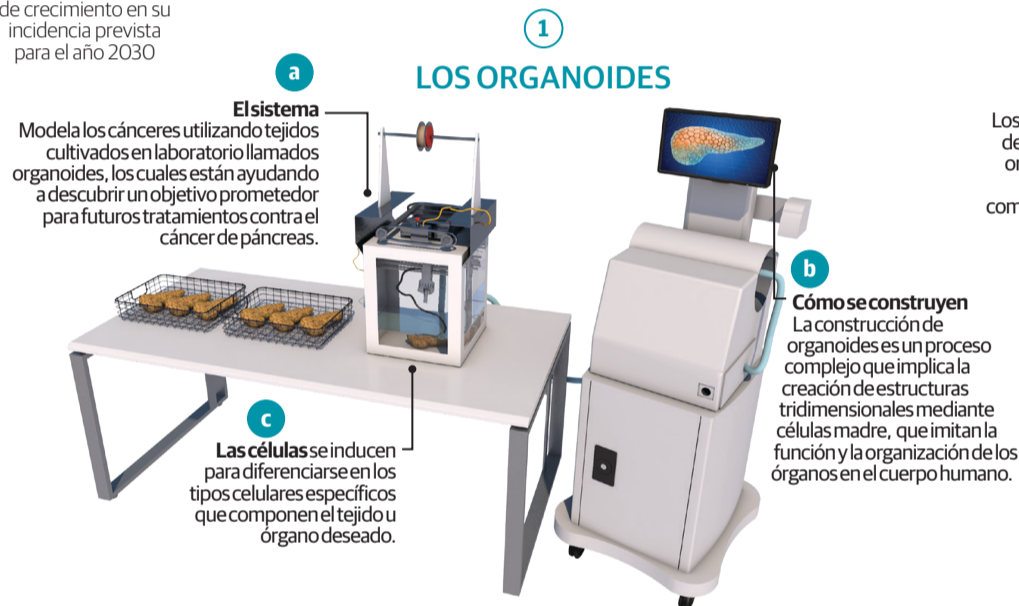 de crecimiento en su
incidencia prevista
para el año 2030
1
LOS ORGANOIDES
a
El sistema
Modela los cánceres utilizando tejidos
cultivados en laboratorio llamados
organoides, los cuales están ayudando
a descubrir un objetivo prometedor
para futuros tratamientos contra el
cáncer de páncreas.
b
Cómo se construyen
La construcción de
organoides es un proceso
complejo que implica la
creación de estructuras
tridimensionales mediante
células madre, que imitan la
función y la organización de los
órganos en el cuerpo humano.
c
Las células se inducen
para diferenciarse en los
tipos celulares específicos
que componen el tejido u
órgano deseado.
Los